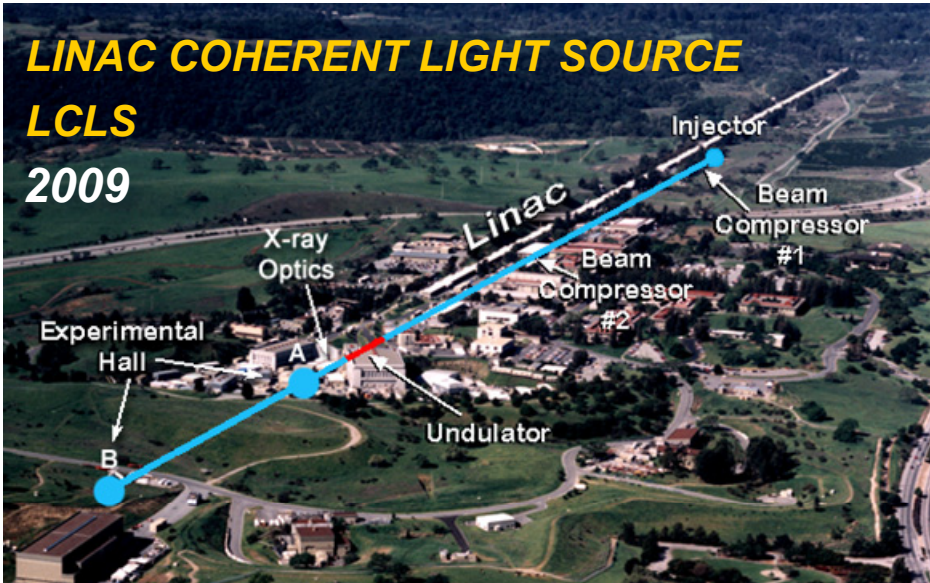 LINAC COHERENT LIGHT SOURCE
LCLS
2009
Injector
Linac
Beam
Compressor
#1
X-ray
Optics
Beam
Compressor
#2
Experimental
Hall
A
Undulator
B